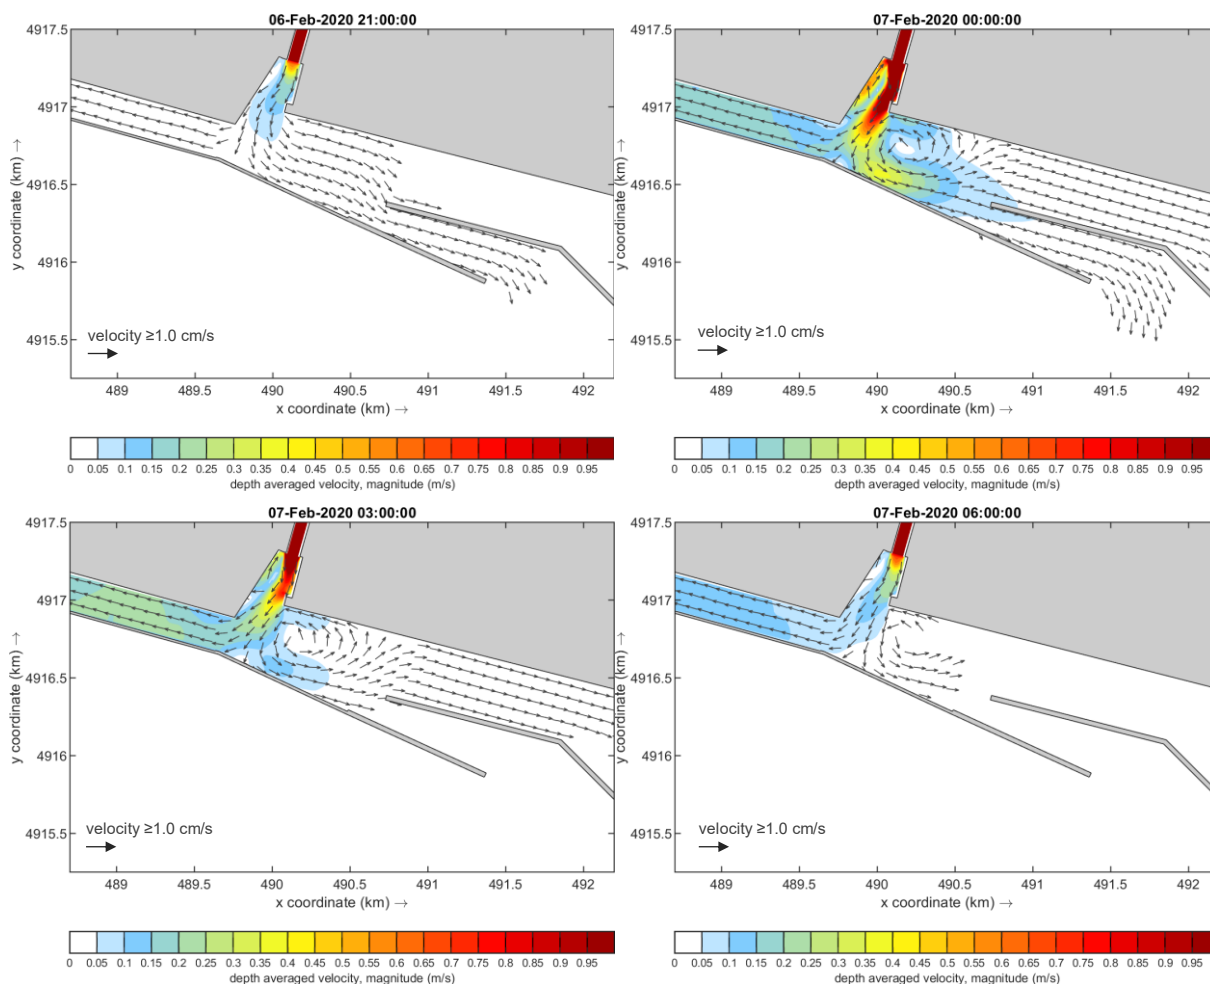 06-Feb-2020 21:00:00
4917.5
4917
4916.5
4916
4915.5
y coordinate (km) →
velocity ≥1.0 cm/s
489 489.5 490 490.5 491 491.5 492
x coordinate (km) →
0 0.05 0.1 0.15 0.2 0.25 0.3 0.35 0.4 0.45 0.5 0.55 0.6 0.65 0.7 0.75 0.8 0.85 0.9 0.95
depth averaged velocity, magnitude (m/s)
07-Feb-2020 00:00:00
4917.5
4917
4916.5
4916
4915.5
y coordinate (km) →
velocity ≥1.0 cm/s
489 489.5 490 490.5 491 491.5 492
x coordinate (km) →
0 0.05 0.1 0.15 0.2 0.25 0.3 0.35 0.4 0.45 0.5 0.55 0.6 0.65 0.7 0.75 0.8 0.85 0.9 0.95
depth averaged velocity, magnitude (m/s)
07-Feb-2020 03:00:00
4917.5
4917
4916.5
4916
4915.5
y coordinate (km) →
velocity ≥1.0 cm/s
489 489.5 490 490.5 491 491.5 492
x coordinate (km) →
0 0.05 0.1 0.15 0.2 0.25 0.3 0.35 0.4 0.45 0.5 0.55 0.6 0.65 0.7 0.75 0.8 0.85 0.9 0.95
depth averaged velocity, magnitude (m/s)
07-Feb-2020 06:00:00
4917.5
4917
4916.5
4916
4915.5
y coordinate (km) →
velocity ≥1.0 cm/s
489 489.5 490 490.5 491 491.5 492
x coordinate (km) →
0 0.05 0.1 0.15 0.2 0.25 0.3 0.35 0.4 0.45 0.5 0.55 0.6 0.65 0.7 0.75 0.8 0.85 0.9 0.95
depth averaged velocity, magnitude (m/s)